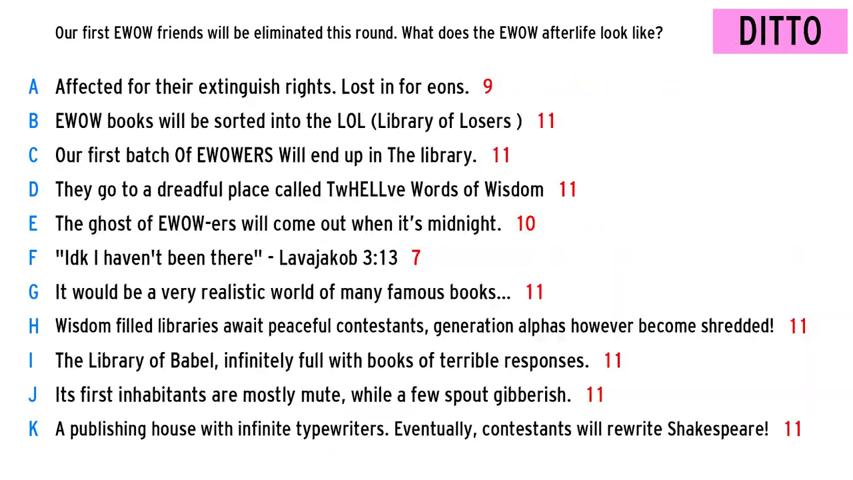 Our first EWOW friends will be eliminated this round. What does the EWOW afterlife look like?
DITTO
A Affected for their extinguish rights. Lost in for eons. 9
B EWOW books will be sorted into the LOL (Library of Losers ) 11
C Our first batch Of EWOWERS Will end up in The library. 11
D They go to a dreadful place called TwHELLve Words of Wisdom 11
E The ghost of EWOW-ers will come out when it's midnight. 10
F "Idk I haven't been there" - Lavajakob 3:13 7
G It would be a very realistic world of many famous books... 11
H Wisdom filled libraries await peaceful contestants, generation alphas however become shredded! 11
I The Library of Babel, infinitely full with books of terrible responses. 11
J Its first inhabitants are mostly mute, while a few spout gibberish. 11
K A publishing house with infinite typewriters. Eventually, contestants will rewrite Shakespeare! 11